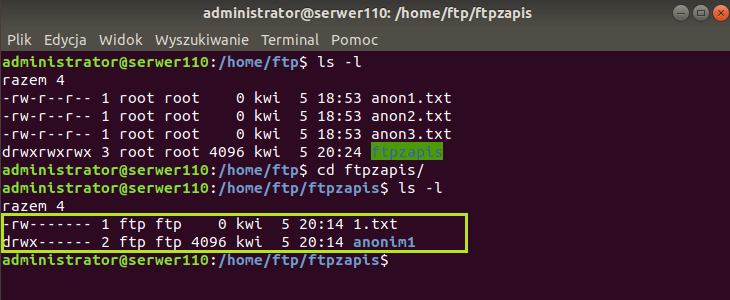 administrator@serwer110: /home/ftp/ftpzapis
Plik Edycja Widok Wyszukiwanie Terminal Pomoc
administrator@serwer110:/home/ftp$ ls -l
razem 4
-rw-r--r-- 1 root root    0 kwi  5 18:53 anon1.txt
-rw-r--r-- 1 root root    0 kwi  5 18:53 anon2.txt
-rw-r--r-- 1 root root    0 kwi  5 18:53 anon3.txt
drwxrwxrwx 3 root root 4096 kwi  5 20:24 ftpzapis
administrator@serwer110:/home/ftp$ cd ftpzapis/
administrator@serwer110:/home/ftp/ftpzapis$ ls -l
razem 4
-rw------- 1 ftp ftp    0 kwi  5 20:14 1.txt
drwx------ 2 ftp ftp 4096 kwi  5 20:14 anonim1
administrator@serwer110:/home/ftp/ftpzapis$